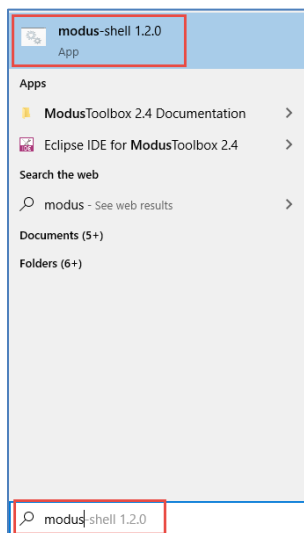 modus-shell 1.2.0
App
Apps
ModusToolbox 2.4 Documentation
IDE
Eclipse IDE for ModusToolbox 2.4
Search the web
modus - See web results
Documents (5+)
Folders (6+)
modus-shell 1.2.0